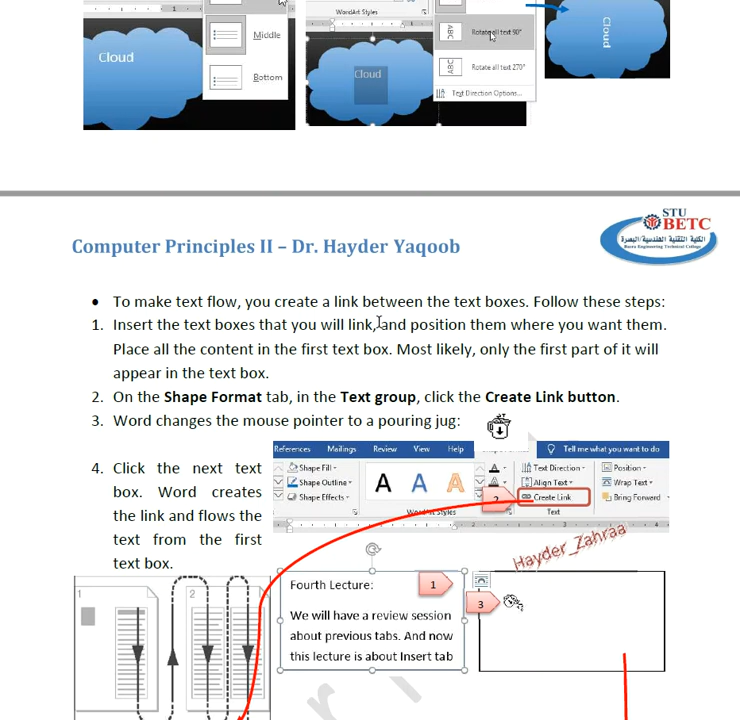 WordArt Styles
Middle
Rotate all text 90°
Cloud
Cloud
Cloud
Bottom
Rotate all text 270°
Text Direction Options...
STU
BETC
Computer Principles II – Dr. Hayder Yaqoob
الكلية التقنية الهندسية/البصرة
Basra Engineering Technical College
• To make text flow, you create a link between the text boxes. Follow these steps:
1. Insert the text boxes that you will link, and position them where you want them.
Place all the content in the first text box. Most likely, only the first part of it will
appear in the text box.
2. On the Shape Format tab, in the Text group, click the Create Link button.
3. Word changes the mouse pointer to a pouring jug:
References Mailings Review View Help Tell me what you want to do
4. Click the next text
box. Word creates
the link and flows the
text from the first
text box.
Shape Fill
Shape Outline
Shape Effects
A A A
Text Direction
Align Text
Create Link
Position
Wrap Text
Bring Forward
2
WordArt Styles
Text
Hayder_Zahraa
1
2
Fourth Lecture:
1
We will have a review session
about previous tabs. And now
this lecture is about Insert tab
3